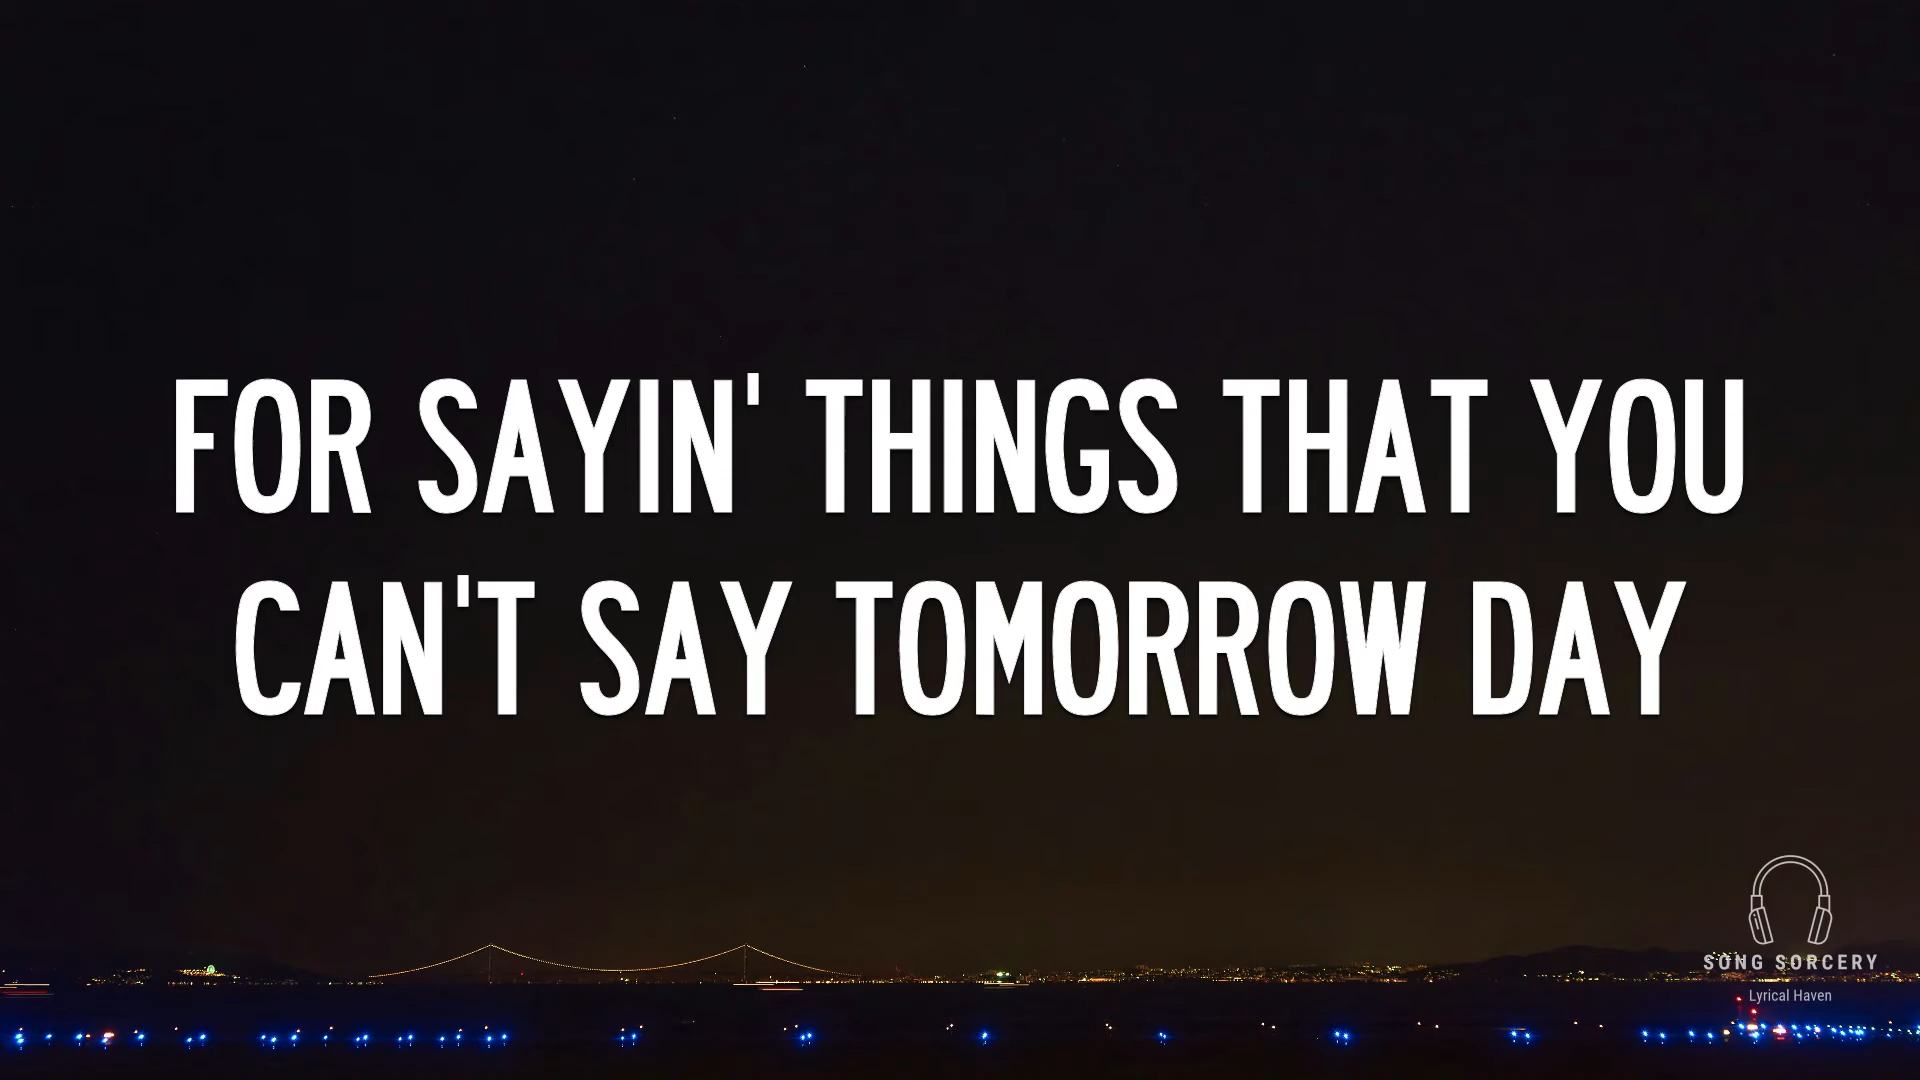 FOR SAYIN' THINGS THAT YOU
CAN'T SAY TOMORROW DAY
SONG SORCERY
Lyrical Haven